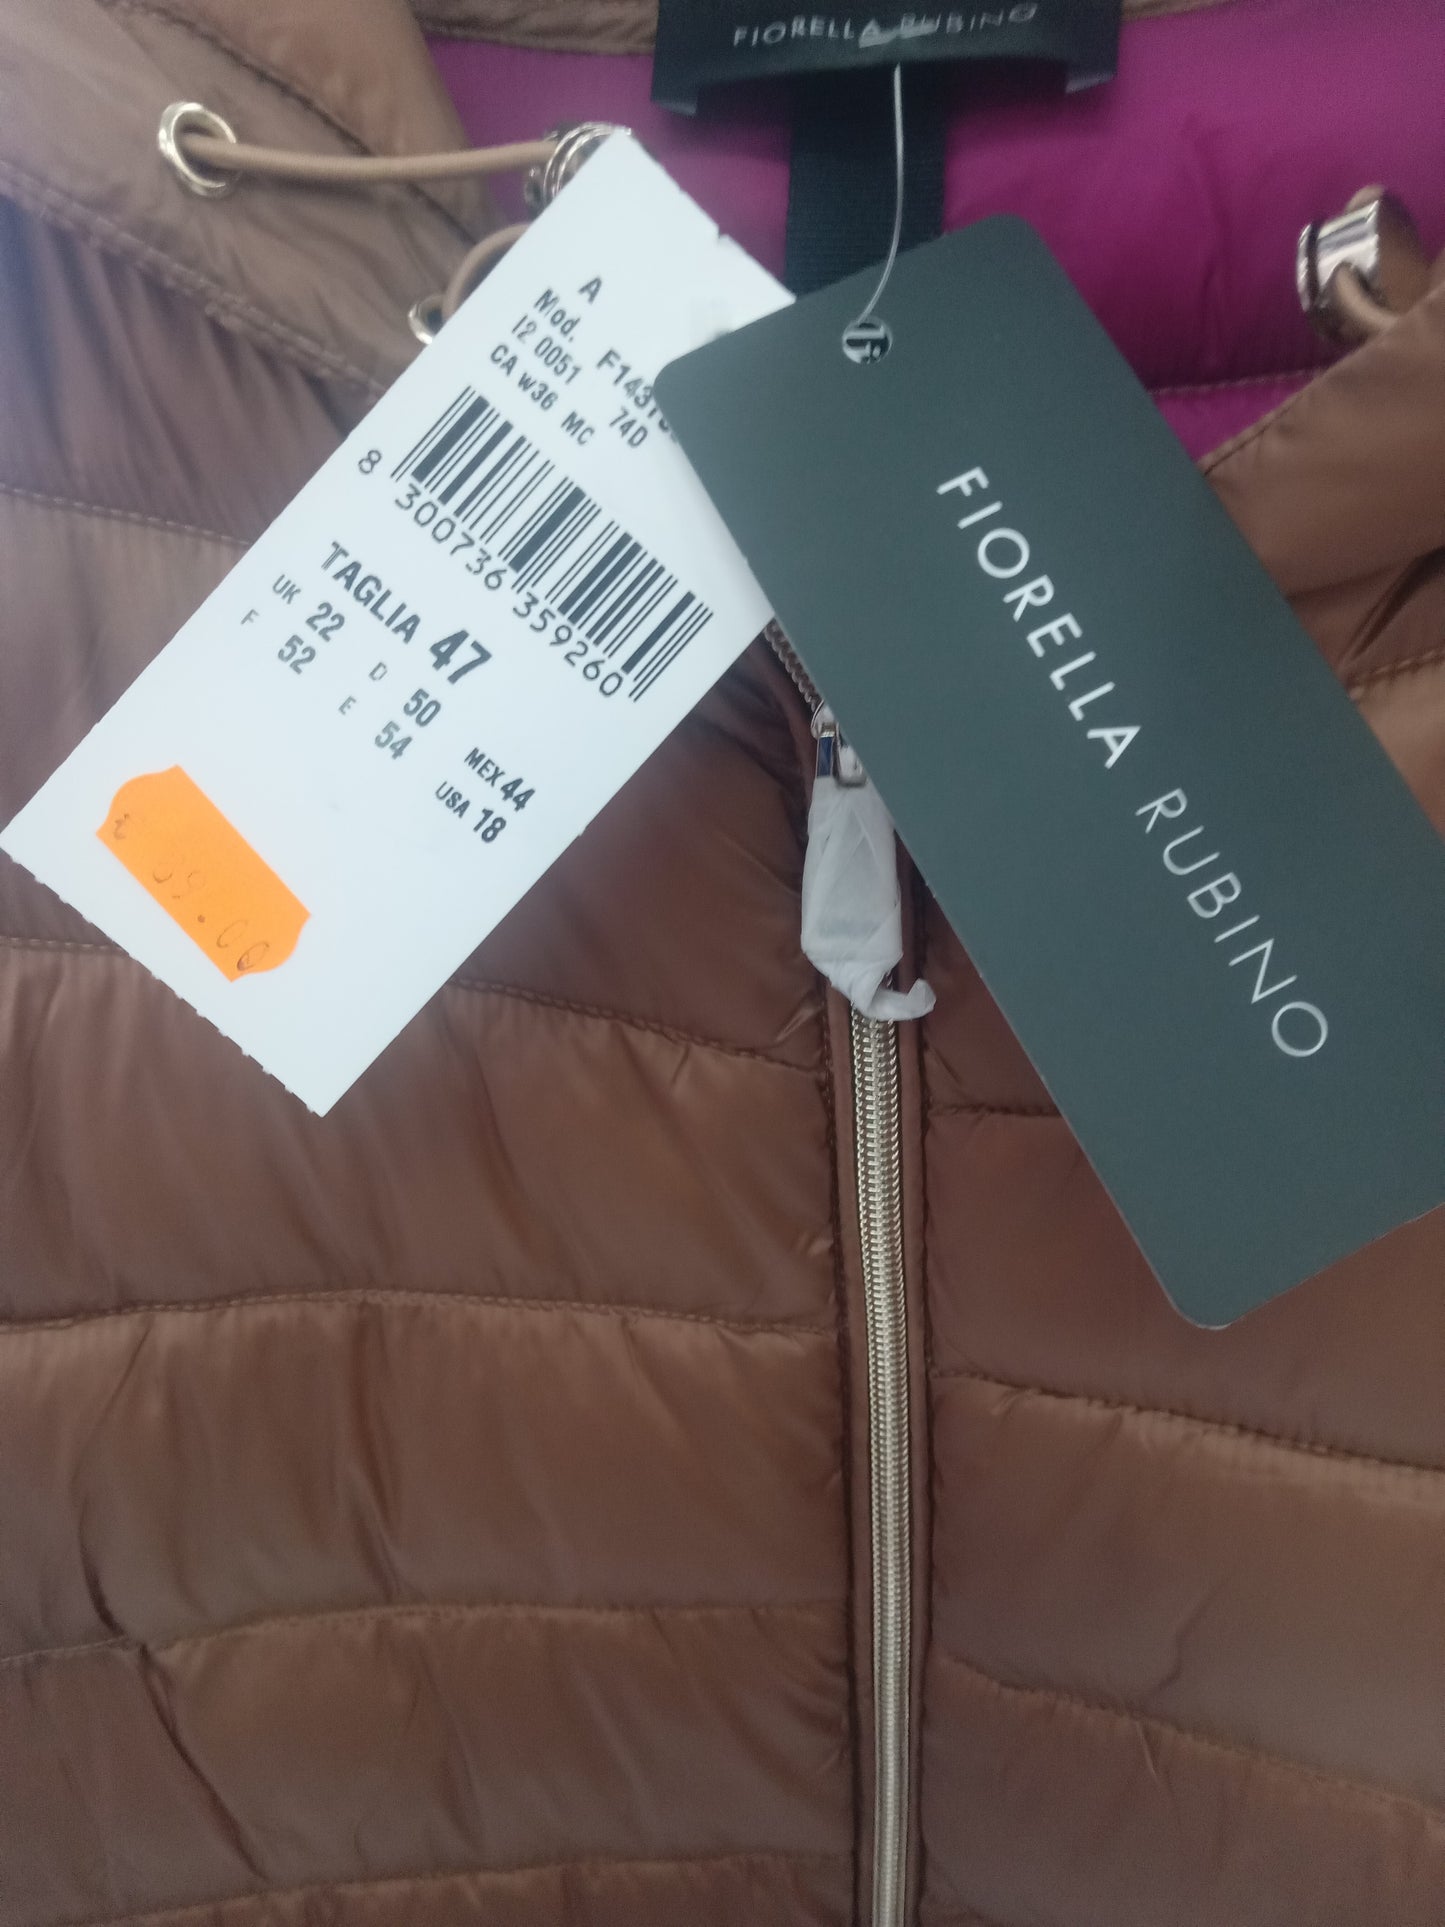 FIORELLA RUBINO
A
Mod.
I2 0051 74D
CA w36 MC
8 300736 359260
TAGLIA 47
UK 22 D 50 MEX 44
F 52 E 54 USA 18
FIORELLA RUBINO